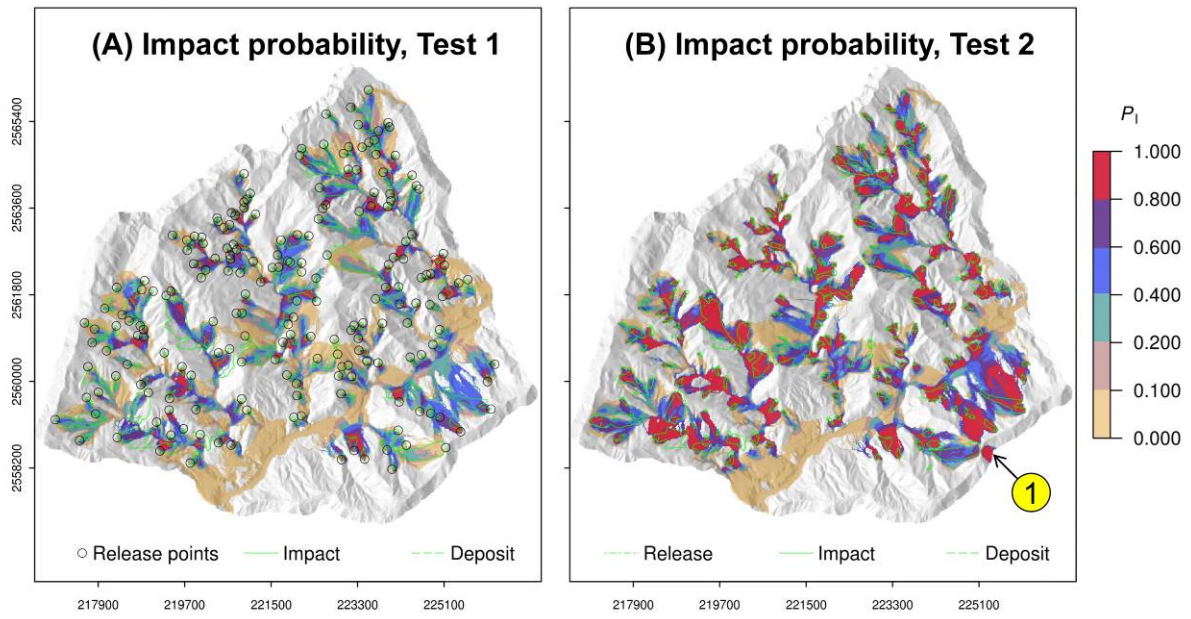 (A) Impact probability, Test 1
2565400
2563600
2561800
2560000
2558200
Release points Impact Deposit
217900 219700 221500 223300 225100
(B) Impact probability, Test 2
1
Release Impact Deposit
217900 219700 221500 223300 225100
PI
1.000
0.800
0.600
0.400
0.200
0.100
0.000